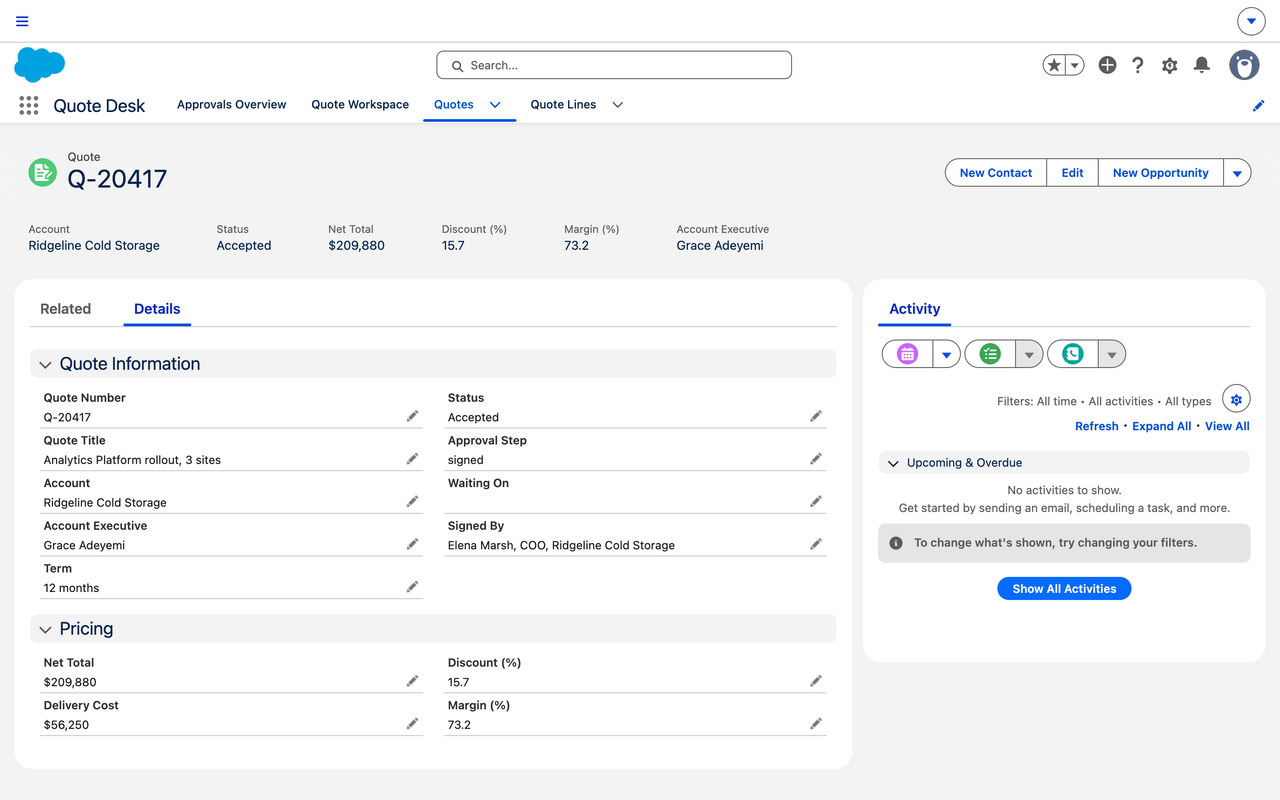 Search...
Quote Desk
Approvals Overview
Quote Workspace
Quotes
Quote Lines
Quote
Q-20417
New Contact
Edit
New Opportunity
Account
Ridgeline Cold Storage
Status
Accepted
Net Total
$209,880
Discount (%)
15.7
Margin (%)
73.2
Account Executive
Grace Adeyemi
Related
Details
Quote Information
Quote Number
Q-20417
Status
Accepted
Quote Title
Analytics Platform rollout, 3 sites
Approval Step
signed
Account
Ridgeline Cold Storage
Waiting On
Account Executive
Grace Adeyemi
Signed By
Elena Marsh, COO, Ridgeline Cold Storage
Term
12 months
Pricing
Net Total
$209,880
Discount (%)
15.7
Delivery Cost
$56,250
Margin (%)
73.2
Activity
Filters: All time • All activities • All types
Refresh • Expand All • View All
Upcoming & Overdue
No activities to show.
Get started by sending an email, scheduling a task, and more.
To change what's shown, try changing your filters.
Show All Activities